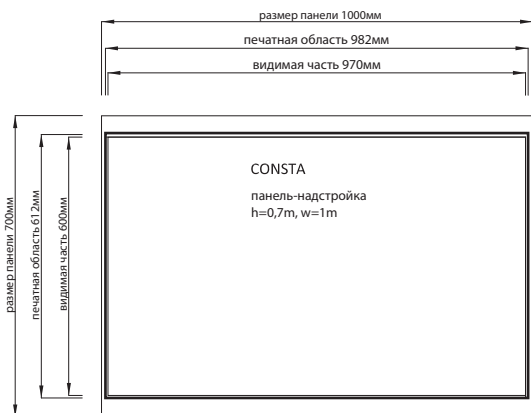 размер панели 1000мм
печатная область 982мм
видимая часть 970мм
размер панели 700мм
печатная область 612мм
видимая часть 600мм
CONSTA
панель-надстройка
h=0,7m, w=1m